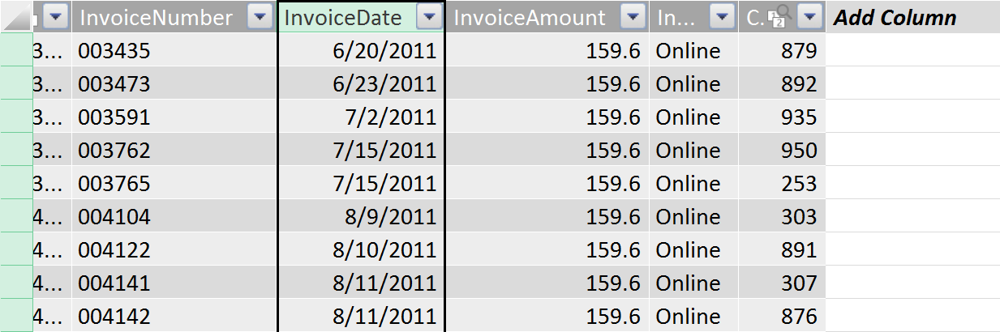 InvoiceNumber InvoiceDate InvoiceAmount In... C. 2 Add Column
3... 003435 6/20/2011 159.6 Online 879
3... 003473 6/23/2011 159.6 Online 892
3... 003591 7/2/2011 159.6 Online 935
3... 003762 7/15/2011 159.6 Online 950
3... 003765 7/15/2011 159.6 Online 253
4... 004104 8/9/2011 159.6 Online 303
4... 004122 8/10/2011 159.6 Online 891
4... 004141 8/11/2011 159.6 Online 307
4... 004142 8/11/2011 159.6 Online 876